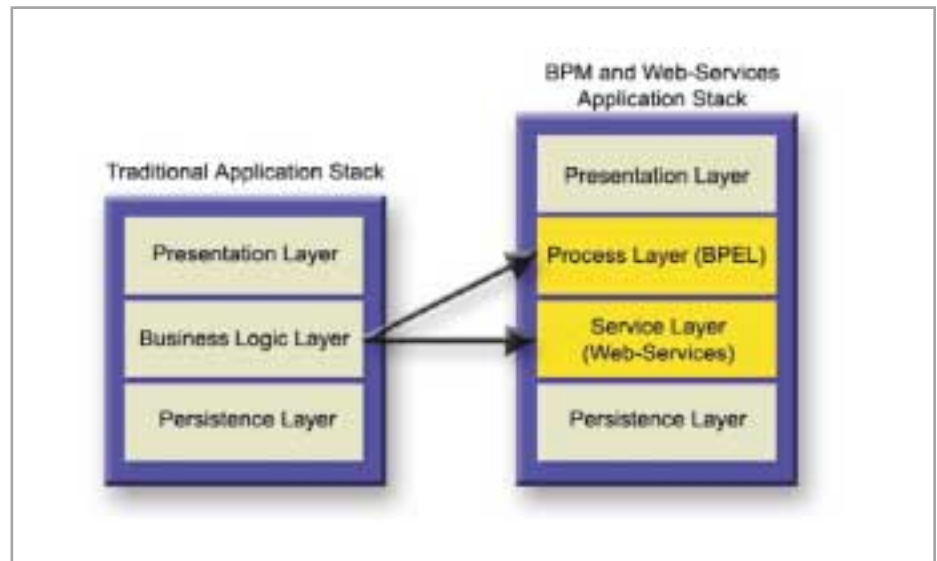 Traditional Application Stack
Presentation Layer
Business Logic Layer
Persistence Layer
BPM and Web-Services
Application Stack
Presentation Layer
Process Layer (BPEL)
Service Layer
(Web-Services)
Persistence Layer